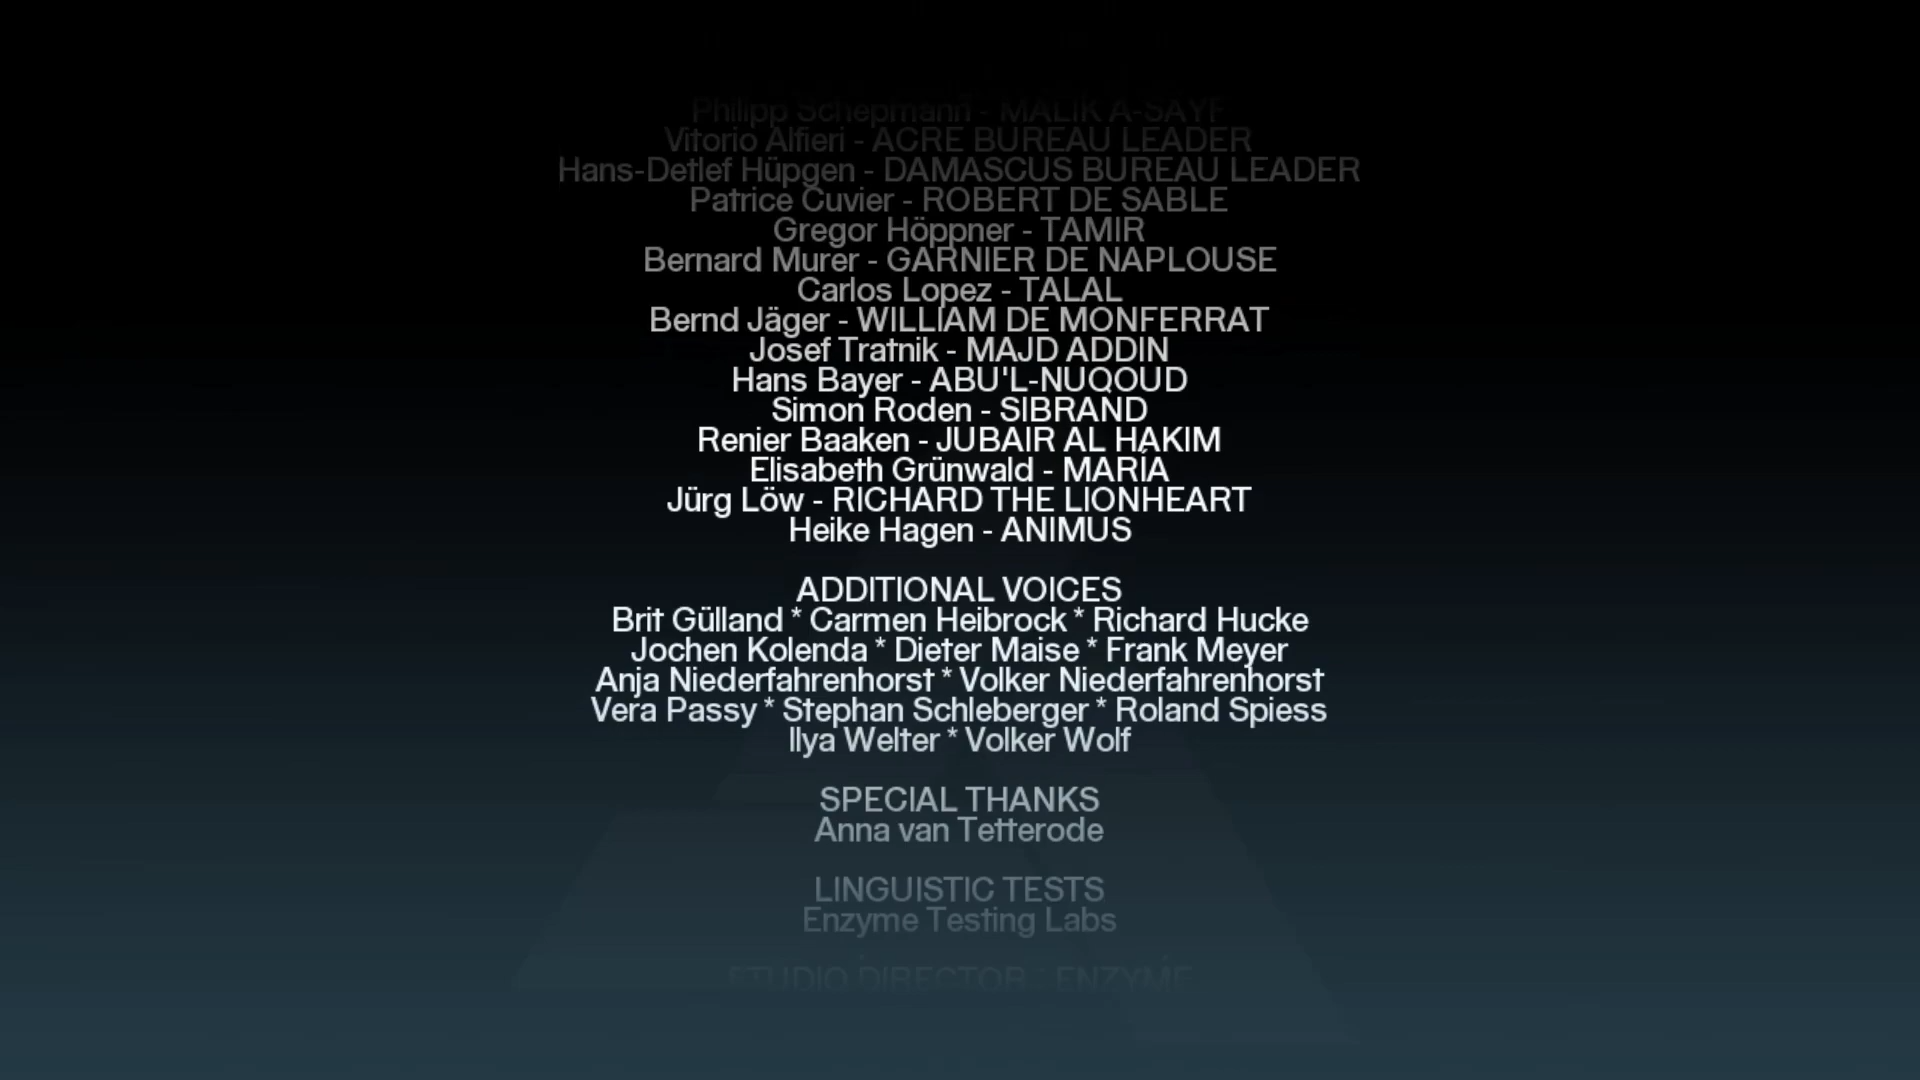 Philipp Schepmann - MALIK A-SAYF
Vitorio Alfieri - ACRE BUREAU LEADER
Hans-Detlef Hüpgen - DAMASCUS BUREAU LEADER
Patrice Cuvier - ROBERT DE SABLE
Gregor Höppner - TAMIR
Bernard Murer - GARNIER DE NAPLOUSE
Carlos Lopez - TALAL
Bernd Jäger - WILLIAM DE MONFERRAT
Josef Tratnik - MAJD ADDIN
Hans Bayer - ABU'L-NUQOUD
Simon Roden - SIBRAND
Renier Baaken - JUBAIR AL HAKIM
Elisabeth Grünwald - MARÍA
Jürg Löw - RICHARD THE LIONHEART
Heike Hagen - ANIMUS
ADDITIONAL VOICES
Brit Gülland * Carmen Heibrock * Richard Hucke
Jochen Kolenda * Dieter Maise * Frank Meyer
Anja Niederfahrenhorst * Volker Niederfahrenhorst
Vera Passy * Stephan Schleberger * Roland Spiess
Ilya Welter * Volker Wolf
SPECIAL THANKS
Anna van Tetterode
LINGUISTIC TESTS
Enzyme Testing Labs
STUDIO DIRECTOR - ENZYME